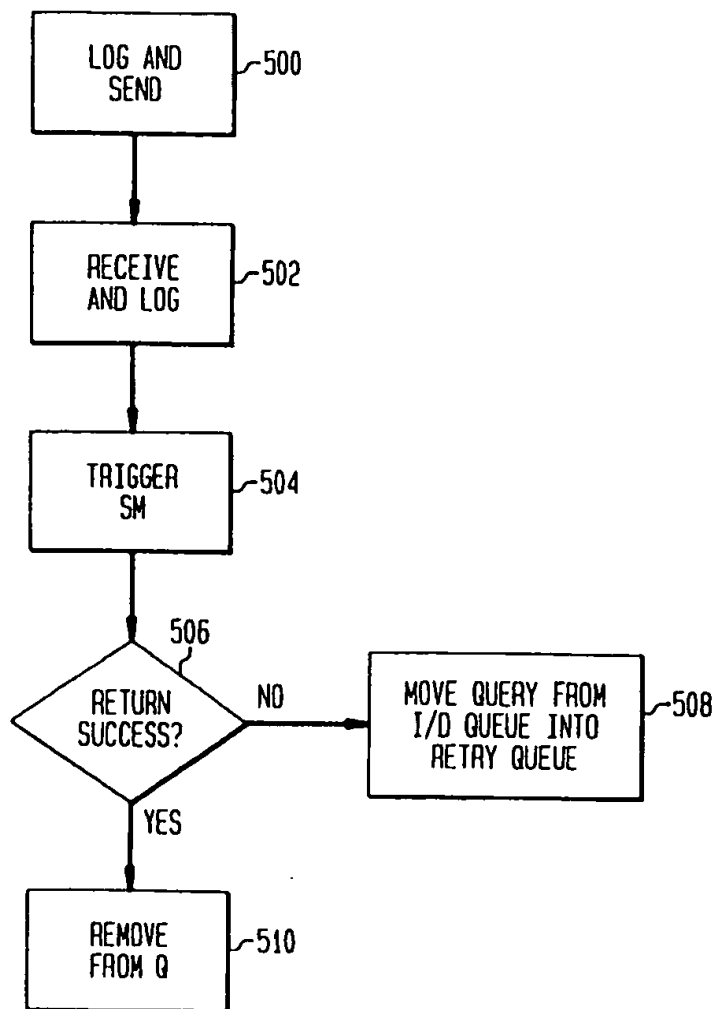 LOG AND
SEND
500
RECEIVE
AND LOG
502
TRIGGER
SM
504
506
RETURN
SUCCESS?
NO
MOVE QUERY FROM
I/D QUEUE INTO
RETRY QUEUE
508
YES
REMOVE
FROM Q
510